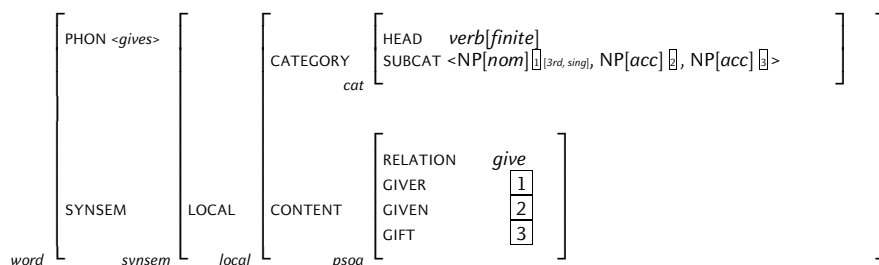 PHON <gives>
HEAD verb[finite]
CATEGORY SUBCAT <NP[nom] 1 [3rd, sing], NP[acc] 2 , NP[acc] 3 >
cat
RELATION give
GIVER 1
SYNSEM LOCAL CONTENT GIVEN 2
GIFT 3
word synsem local psoa